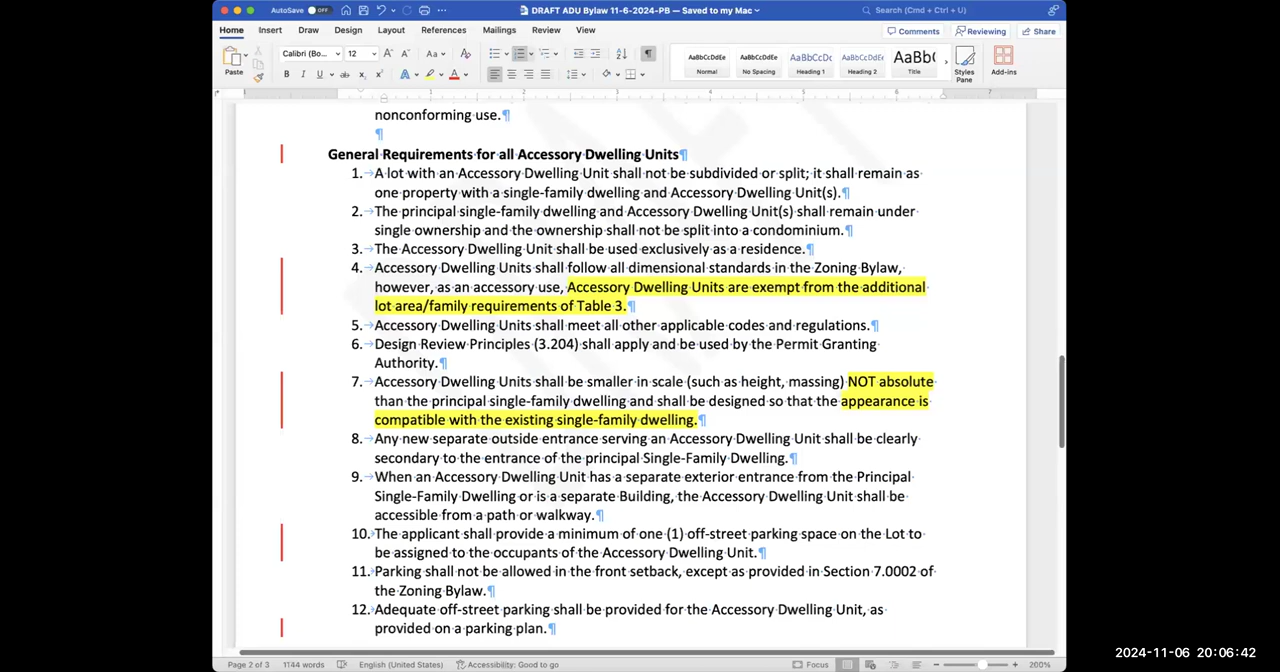 AutoSave OFF
DRAFT ADU Bylaw 11-6-2024-PB — Saved to my Mac
Search (Cmd + Ctrl + U)
Home Insert Draw Design Layout References Mailings Review View
Comments Reviewing Share
Paste
Calibri (Bo... 12
AaBbCcDdEe AaBbCcDdEe AaBbCcDc AaBbCcDdEe AaBb(
Normal No Spacing Heading 1 Heading 2 Title
Styles Pane
Add-ins
nonconforming use.¶
¶
General Requirements for all Accessory Dwelling Units¶
1. A lot with an Accessory Dwelling Unit shall not be subdivided or split; it shall remain as
one property with a single-family dwelling and Accessory Dwelling Unit(s).¶
2. The principal single-family dwelling and Accessory Dwelling Unit(s) shall remain under
single ownership and the ownership shall not be split into a condominium.¶
3. The Accessory Dwelling Unit shall be used exclusively as a residence.¶
4. Accessory Dwelling Units shall follow all dimensional standards in the Zoning Bylaw,
however, as an accessory use, Accessory Dwelling Units are exempt from the additional
lot area/family requirements of Table 3.¶
5. Accessory Dwelling Units shall meet all other applicable codes and regulations.¶
6. Design Review Principles (3.204) shall apply and be used by the Permit Granting
Authority.¶
7. Accessory Dwelling Units shall be smaller in scale (such as height, massing) NOT absolute
than the principal single-family dwelling and shall be designed so that the appearance is
compatible with the existing single-family dwelling.¶
8. Any new separate outside entrance serving an Accessory Dwelling Unit shall be clearly
secondary to the entrance of the principal Single-Family Dwelling.¶
9. When an Accessory Dwelling Unit has a separate exterior entrance from the Principal
Single-Family Dwelling or is a separate Building, the Accessory Dwelling Unit shall be
accessible from a path or walkway.¶
10. The applicant shall provide a minimum of one (1) off-street parking space on the Lot to
be assigned to the occupants of the Accessory Dwelling Unit.¶
11. Parking shall not be allowed in the front setback, except as provided in Section 7.0002 of
the Zoning Bylaw.¶
12. Adequate off-street parking shall be provided for the Accessory Dwelling Unit, as
provided on a parking plan.¶
Page 2 of 3 1144 words English (United States) Accessibility: Good to go Focus 200%
2024-11-06 20:06:42